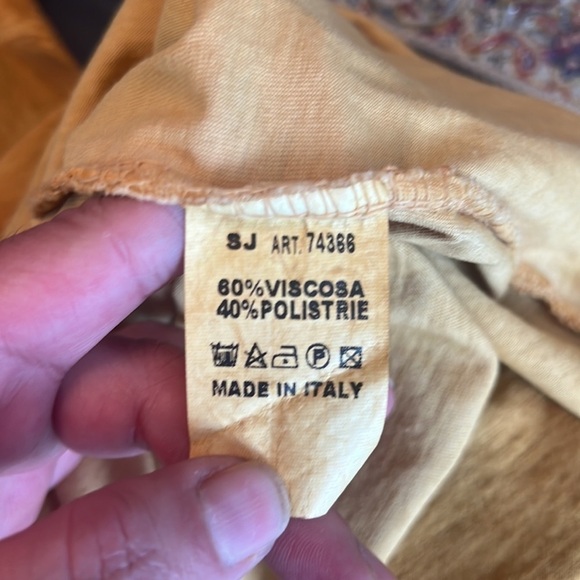 SJ ART. 74366
60%VISCOSA
40%POLISTRIE
P
MADE IN ITALY